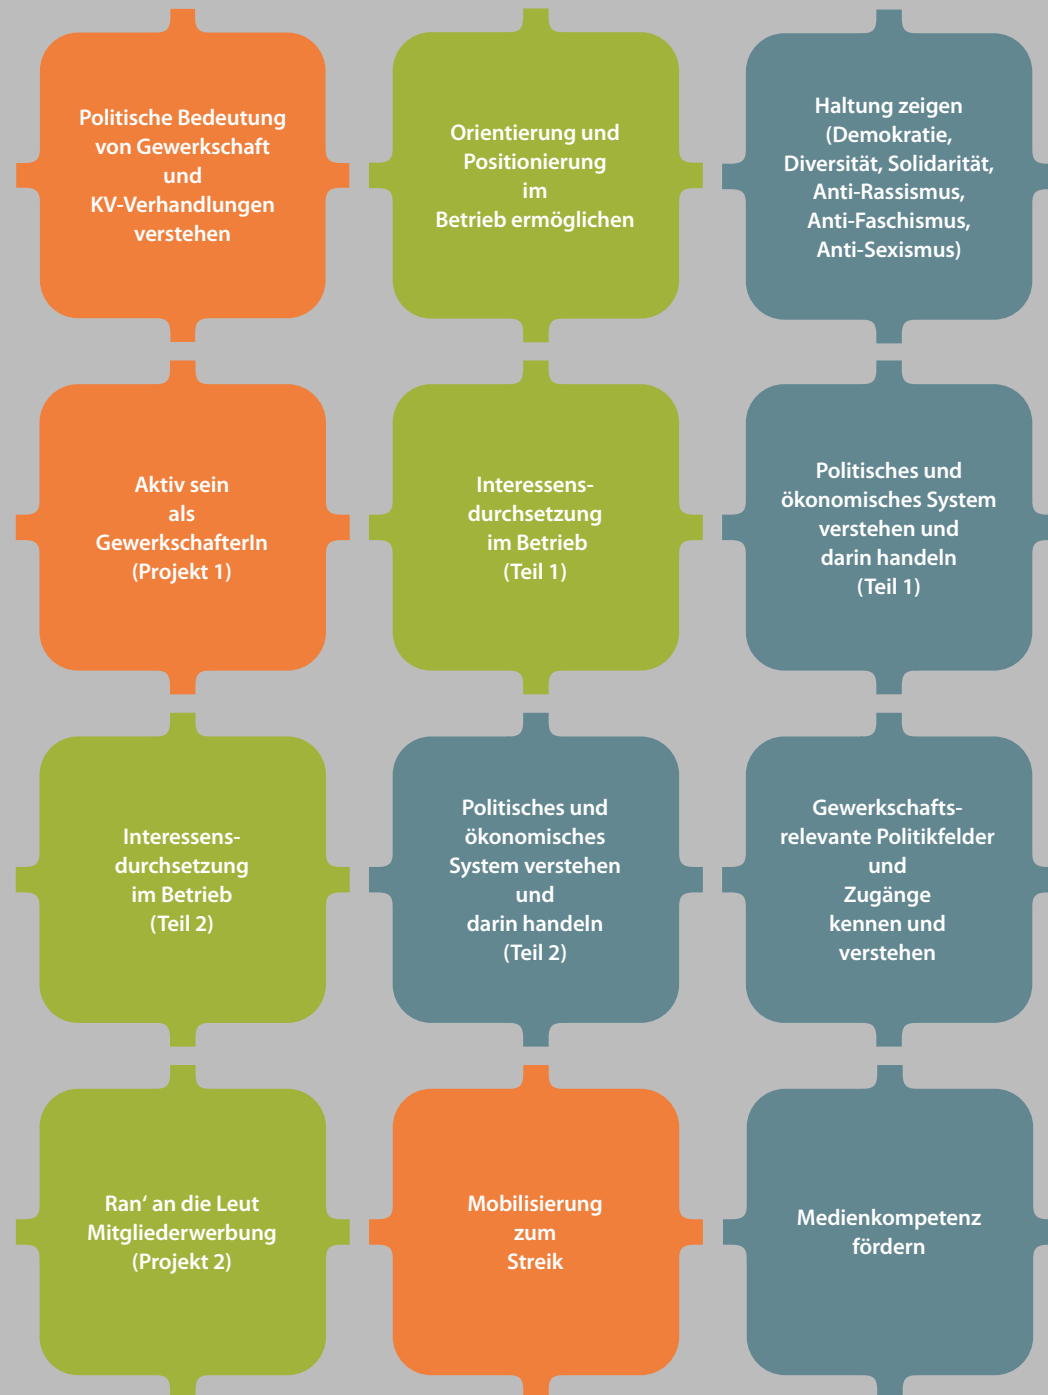 Politische Bedeutung
von Gewerkschaft
und
KV-Verhandlungen
verstehen
Orientierung und
Positionierung
im
Betrieb ermöglichen
Haltung zeigen
(Demokratie,
Diversität, Solidarität,
Anti-Rassismus,
Anti-Faschismus,
Anti-Sexismus)
Aktiv sein
als
GewerkschafterIn
(Projekt 1)
Interessens-
durchsetzung
im Betrieb
(Teil 1)
Politisches und
ökonomisches System
verstehen und
darin handeln
(Teil 1)
Interessens-
durchsetzung
im Betrieb
(Teil 2)
Politisches und
ökonomisches
System verstehen
und
darin handeln
(Teil 2)
Gewerkschafts-
relevante Politikfelder
und
Zugänge
kennen und
verstehen
Ran‘ an die Leut
Mitgliederwerbung
(Projekt 2)
Mobilisierung
zum
Streik
Medienkompetenz
fördern